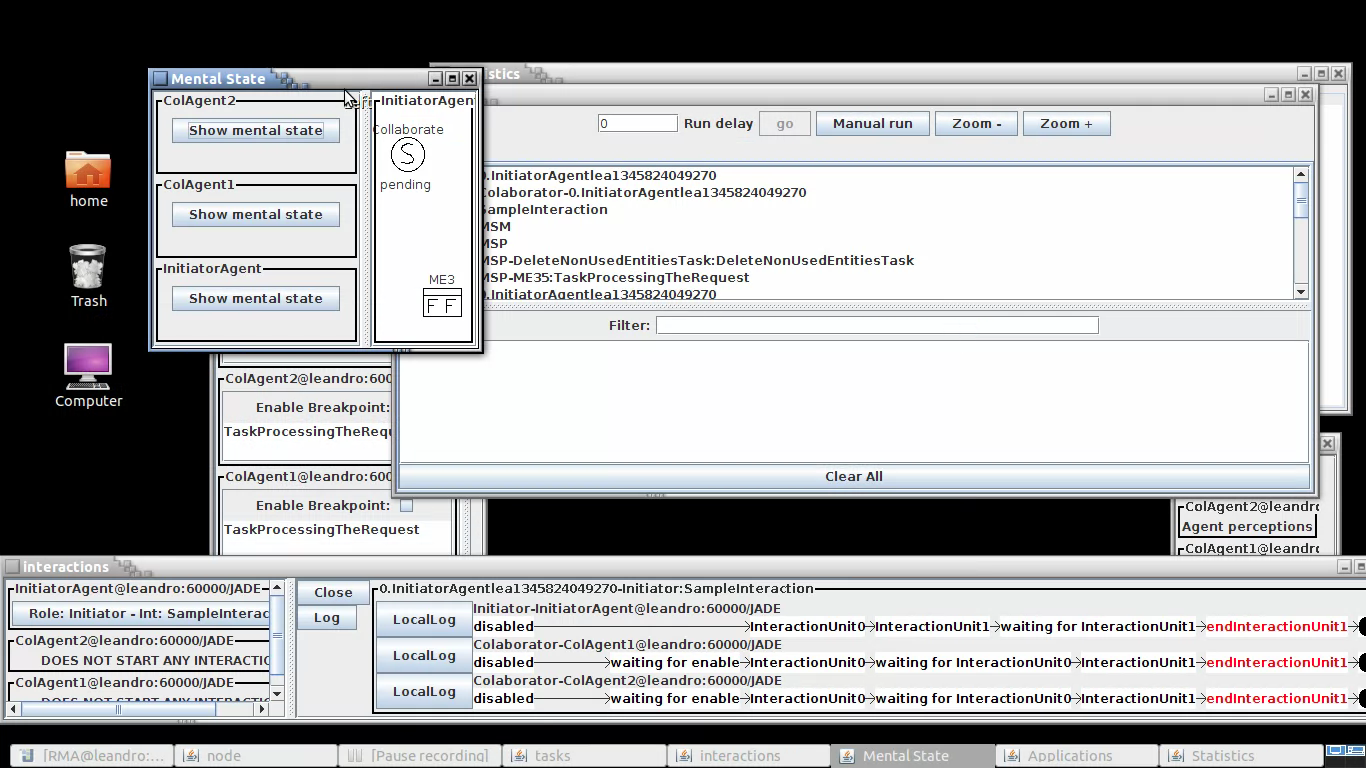 Mental State
ColAgent2
Show mental state
ColAgent1
Show mental state
InitiatorAgent
Show mental state
InitiatorAgen
Collaborate
S
pending
ME3
F F
stics
0
Run delay
go
Manual run
Zoom -
Zoom +
0.InitiatorAgentlea1345824049270
Colaborator-0.InitiatorAgentlea1345824049270
SampleInteraction
MSM
MSP
MSP-DeleteNonUsedEntitiesTask:DeleteNonUsedEntitiesTask
MSP-ME35:TaskProcessingTheRequest
0.InitiatorAgentlea1345824049270
Filter:
Clear All
home
Trash
Computer
ColAgent2@leandro:600
Enable Breakpoint:
TaskProcessingTheRequ
ColAgent1@leandro:600
Enable Breakpoint:
TaskProcessingTheRequest
ColAgent2@leandro
Agent perceptions
ColAgent1@leandro
interactions
InitiatorAgent@leandro:60000/JADE
Role: Initiator - Int: SampleInterac
ColAgent2@leandro:60000/JADE
DOES NOT START ANY INTERACTIO
ColAgent1@leandro:60000/JADE
DOES NOT START ANY INTERACTIO
Close
Log
0.InitiatorAgentlea1345824049270-Initiator:SampleInteraction
LocalLog
Initiator-InitiatorAgent@leandro:60000/JADE
disabled InteractionUnit0 InteractionUnit1 waiting for InteractionUnit1 endInteractionUnit1
LocalLog
Colaborator-ColAgent1@leandro:60000/JADE
disabled waiting for enable InteractionUnit0 waiting for InteractionUnit0 InteractionUnit1 endInteractionUnit1
LocalLog
Colaborator-ColAgent2@leandro:60000/JADE
disabled waiting for enable InteractionUnit0 waiting for InteractionUnit0 InteractionUnit1 endInteractionUnit1
[RMA@leandro:...
node
[Pause recording]
tasks
interactions
Mental State
Applications
Statistics